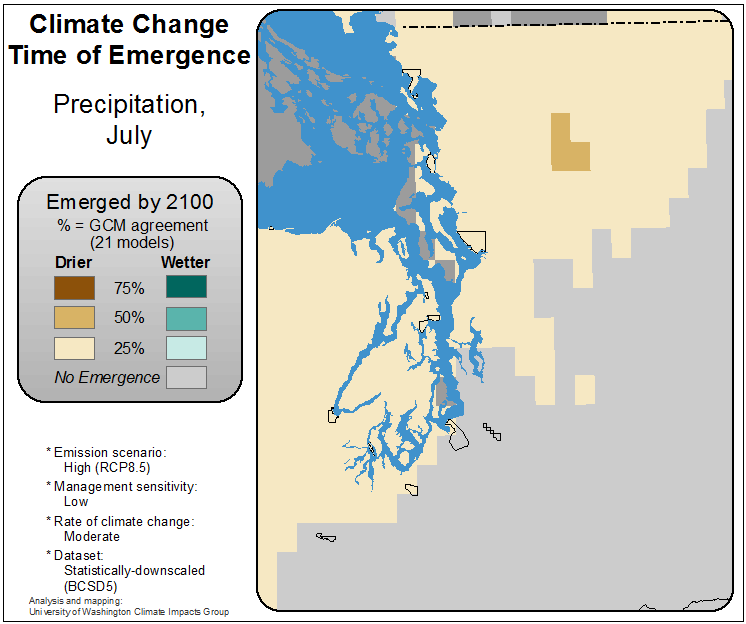 Climate Change
Time of Emergence
Precipitation,
July
Emerged by 2100
% = GCM agreement
(21 models)
Drier Wetter
75%
50%
25%
No Emergence
* Emission scenario:
High (RCP8.5)
* Management sensitivity:
Low
* Rate of climate change:
Moderate
* Dataset:
Statistically-downscaled
(BCSD5)
Analysis and mapping:
University of Washington Climate Impacts Group